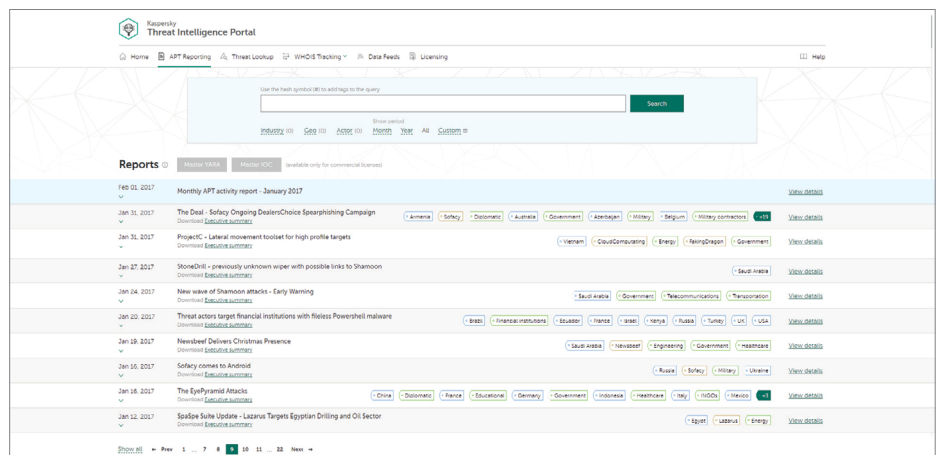 Kaspersky
Threat Intelligence Portal
Home APT Reporting Threat Lookup WHOIS Tracking Data Feeds Licensing Help
Use the hash symbol (#) to add tags to the query
Search
Show period
Industry (0) Geo (0) Actor (0) Month Year All Custom
Reports Master YARA Master IOC (available only for commercial licenses)
Feb 01, 2017 Monthly APT activity report - January 2017 View details
Jan 31, 2017 The Deal - Sofacy Ongoing DealersChoice Spearphishing Campaign Armenia Sofacy Diplomatic Australia Government Azerbaijan Military Belgium Military contractors +19 View details
Download Executive summary
Jan 31, 2017 ProjectC - Lateral movement toolset for high profile targets Vietnam CloudComputating Energy FakingDragon Government View details
Download Executive summary
Jan 27, 2017 StoneDrill - previously unknown wiper with possible links to Shamoon Saudi Arabia View details
Download Executive summary
Jan 24, 2017 New wave of Shamoon attacks - Early Warning Saudi Arabia Government Telecommunications Transportation View details
Download Executive summary
Jan 20, 2017 Threat actors target financial institutions with fileless Powershell malware Brazil Financial institutions Ecuador France Israel Kenya Russia Turkey UK USA View details
Download Executive summary
Jan 19, 2017 Newsbeef Delivers Christmas Presence Saudi Arabia Newsbeef Engineering Government Healthcare View details
Download Executive summary
Jan 16, 2017 Sofacy comes to Android Russia Sofacy Military Ukraine View details
Download Executive summary
Jan 16, 2017 The EyePyramid Attacks China Diplomatic France Educational Germany Government Indonesia Healthcare Italy INGOs Mexico +3 View details
Download Executive summary
Jan 12, 2017 SpaSpe Suite Update - Lazarus Targets Egyptian Drilling and Oil Sector Egypt Lazarus Energy View details
Download Executive summary
Show all ← Prev 1 ... 7 8 9 10 11 ... 22 Next →